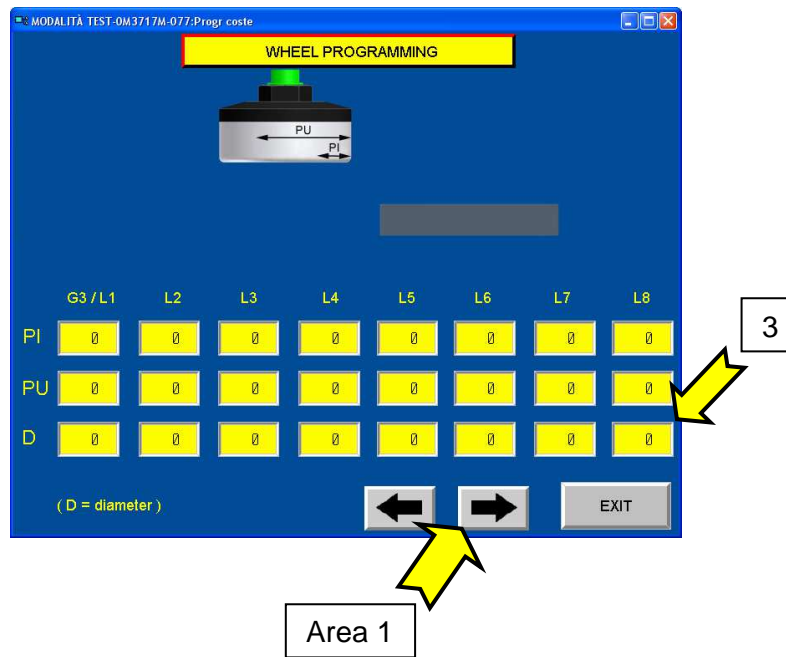 MODALITÀ TEST-0M3717M-077:Progr coste
WHEEL PROGRAMMING
PU
PI
G3 / L1 L2 L3 L4 L5 L6 L7 L8
PI 0 0 0 0 0 0 0 0
PU 0 0 0 0 0 0 0 0
D 0 0 0 0 0 0 0 0
3
( D = diameter )
EXIT
Area 1